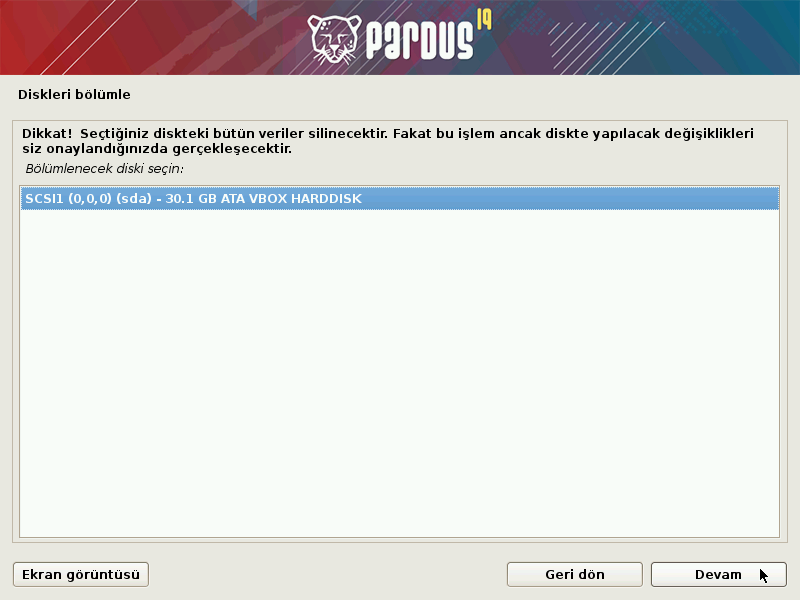 PARDUS 19
Diskleri bölümle
Dikkat! Seçtiğiniz diskteki bütün veriler silinecektir. Fakat bu işlem ancak diskte yapılacak değişiklikleri
siz onaylandığınızda gerçekleşecektir.
Bölümlenecek diski seçin:
SCSI1 (0,0,0) (sda) - 30.1 GB ATA VBOX HARDDISK
Ekran görüntüsü
Geri dön
Devam